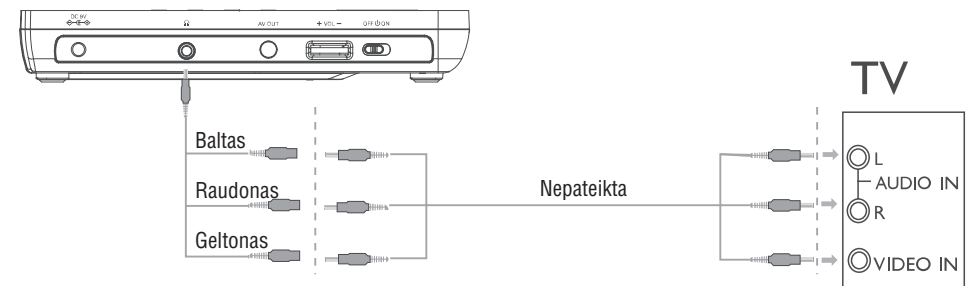 DC 9V
AV OUT
+ VOL −
OFF ON
TV
Baltas
Raudonas
Geltonas
Nepateikta
L
AUDIO IN
R
VIDEO IN